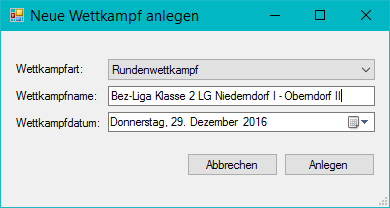 Neue Wettkampf anlegen
Wettkampfart: Rundenwettkampf
Wettkampfname: Bez-Liga Klasse 2 LG Niederndorf I - Oberndorf II
Wettkampfdatum: Donnerstag, 29. Dezember 2016
Abbrechen Anlegen